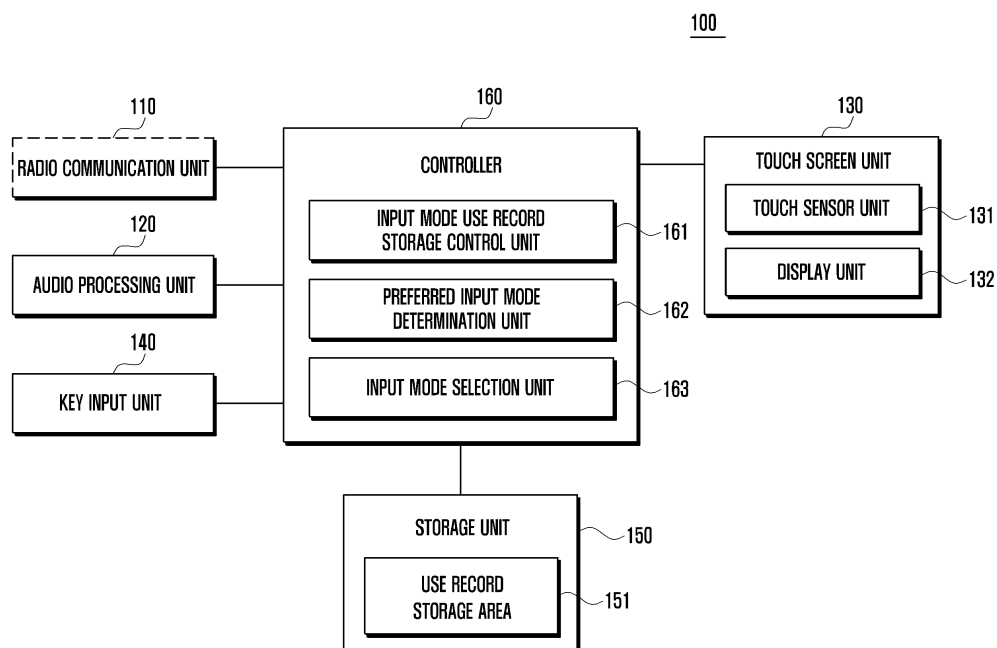 100
110
RADIO COMMUNICATION UNIT
120
AUDIO PROCESSING UNIT
140
KEY INPUT UNIT
160
CONTROLLER
INPUT MODE USE RECORD
STORAGE CONTROL UNIT
161
PREFERRED INPUT MODE
DETERMINATION UNIT
162
INPUT MODE SELECTION UNIT
163
130
TOUCH SCREEN UNIT
TOUCH SENSOR UNIT
131
DISPLAY UNIT
132
STORAGE UNIT
150
USE RECORD
STORAGE AREA
151